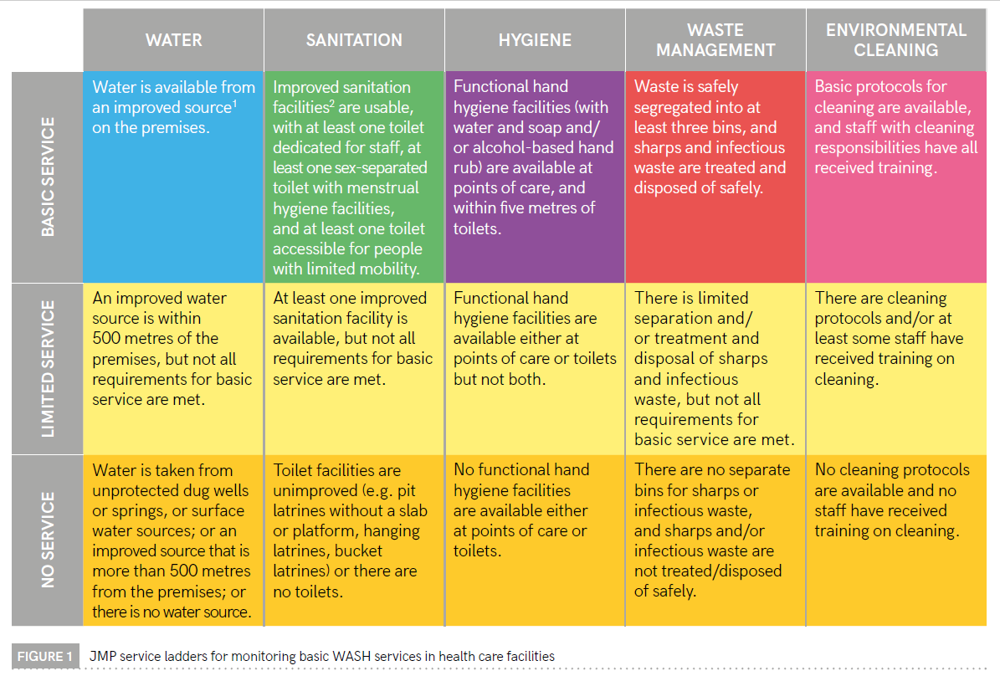 WATER
SANITATION
HYGIENE
WASTE
MANAGEMENT
ENVIRONMENTAL
CLEANING
BASIC SERVICE
Water is available from
an improved source¹
on the premises.
Improved sanitation
facilities² are usable,
with at least one toilet
dedicated for staff, at
least one sex-separated
toilet with menstrual
hygiene facilities,
and at least one toilet
accessible for people
with limited mobility.
Functional hand
hygiene facilities (with
water and soap and/
or alcohol-based hand
rub) are available at
points of care, and
within five metres of
toilets.
Waste is safely
segregated into at
least three bins, and
sharps and infectious
waste are treated and
disposed of safely.
Basic protocols for
cleaning are available,
and staff with cleaning
responsibilities have all
received training.
LIMITED SERVICE
An improved water
source is within
500 metres of the
premises, but not all
requirements for basic
service are met.
At least one improved
sanitation facility is
available, but not all
requirements for basic
service are met.
Functional hand
hygiene facilities are
available either at
points of care or toilets
but not both.
There is limited
separation and/
or treatment and
disposal of sharps
and infectious
waste, but not all
requirements for
basic service are met.
There are cleaning
protocols and/or at
least some staff have
received training on
cleaning.
NO SERVICE
Water is taken from
unprotected dug wells
or springs, or surface
water sources; or an
improved source that is
more than 500 metres
from the premises; or
there is no water source.
Toilet facilities are
unimproved (e.g. pit
latrines without a slab
or platform, hanging
latrines, bucket
latrines) or there are
no toilets.
No functional hand
hygiene facilities
are available either
at points of care or
toilets.
There are no separate
bins for sharps or
infectious waste,
and sharps and/or
infectious waste are
not treated/disposed
of safely.
No cleaning protocols
are available and no
staff have received
training on cleaning.
FIGURE 1 JMP service ladders for monitoring basic WASH services in health care facilities